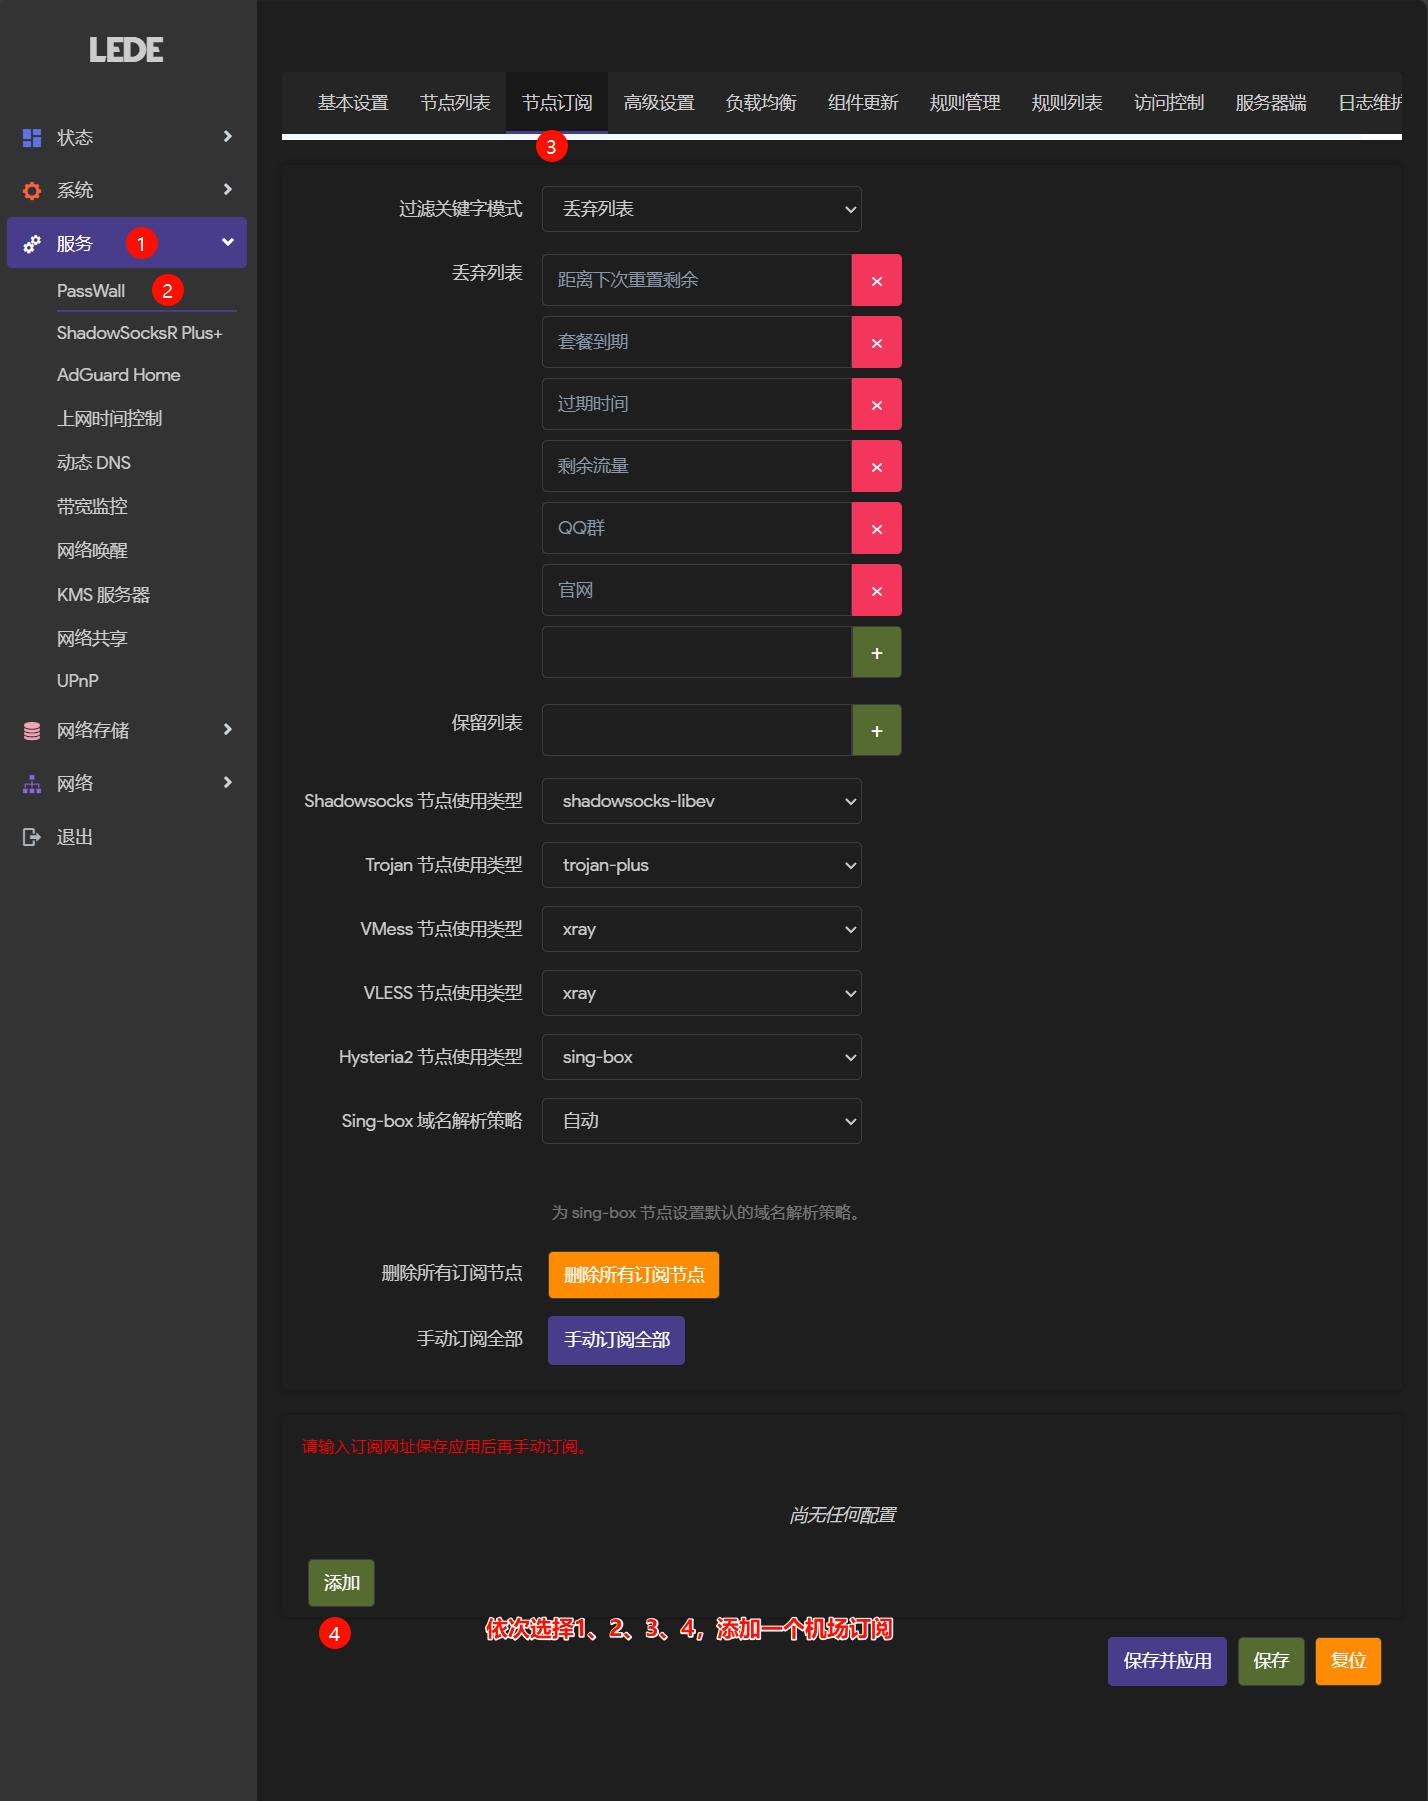 LEDE
状态
系统
服务 1
PassWall 2
ShadowSocksR Plus+
AdGuard Home
上网时间控制
动态 DNS
带宽监控
网络唤醒
KMS 服务器
网络共享
UPnP
网络存储
网络
退出
基本设置 节点列表 节点订阅 高级设置 负载均衡 组件更新 规则管理 规则列表 访问控制 服务器端 日志维护
3
过滤关键字模式 丢弃列表
丢弃列表 距离下次重置剩余 ×
套餐到期 ×
过期时间 ×
剩余流量 ×
QQ群 ×
官网 ×
+
保留列表 +
Shadowsocks 节点使用类型 shadowsocks-libev
Trojan 节点使用类型 trojan-plus
VMess 节点使用类型 xray
VLESS 节点使用类型 xray
Hysteria2 节点使用类型 sing-box
Sing-box 域名解析策略 自动
为 sing-box 节点设置默认的域名解析策略。
删除所有订阅节点 删除所有订阅节点
手动订阅全部 手动订阅全部
请输入订阅网址保存应用后再手动订阅。
尚无任何配置
添加
4
依次选择1、2、3、4，添加一个机场订阅
保存并应用 保存 复位